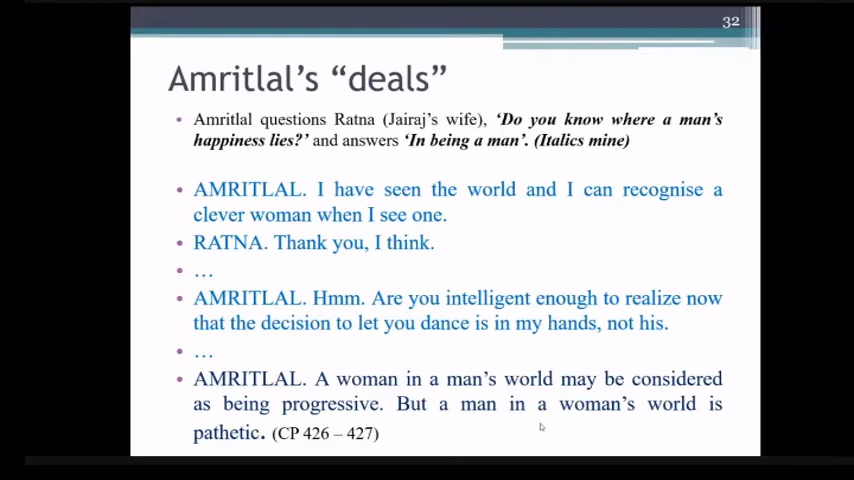 32
Amritlal's "deals"
• Amritlal questions Ratna (Jairaj's wife), 'Do you know where a man's
happiness lies?' and answers 'In being a man'. (Italics mine)
• AMRITLAL. I have seen the world and I can recognise a
clever woman when I see one.
• RATNA. Thank you, I think.
• …
• AMRITLAL. Hmm. Are you intelligent enough to realize now
that the decision to let you dance is in my hands, not his.
• …
• AMRITLAL. A woman in a man's world may be considered
as being progressive. But a man in a woman's world is
pathetic. (CP 426 – 427)